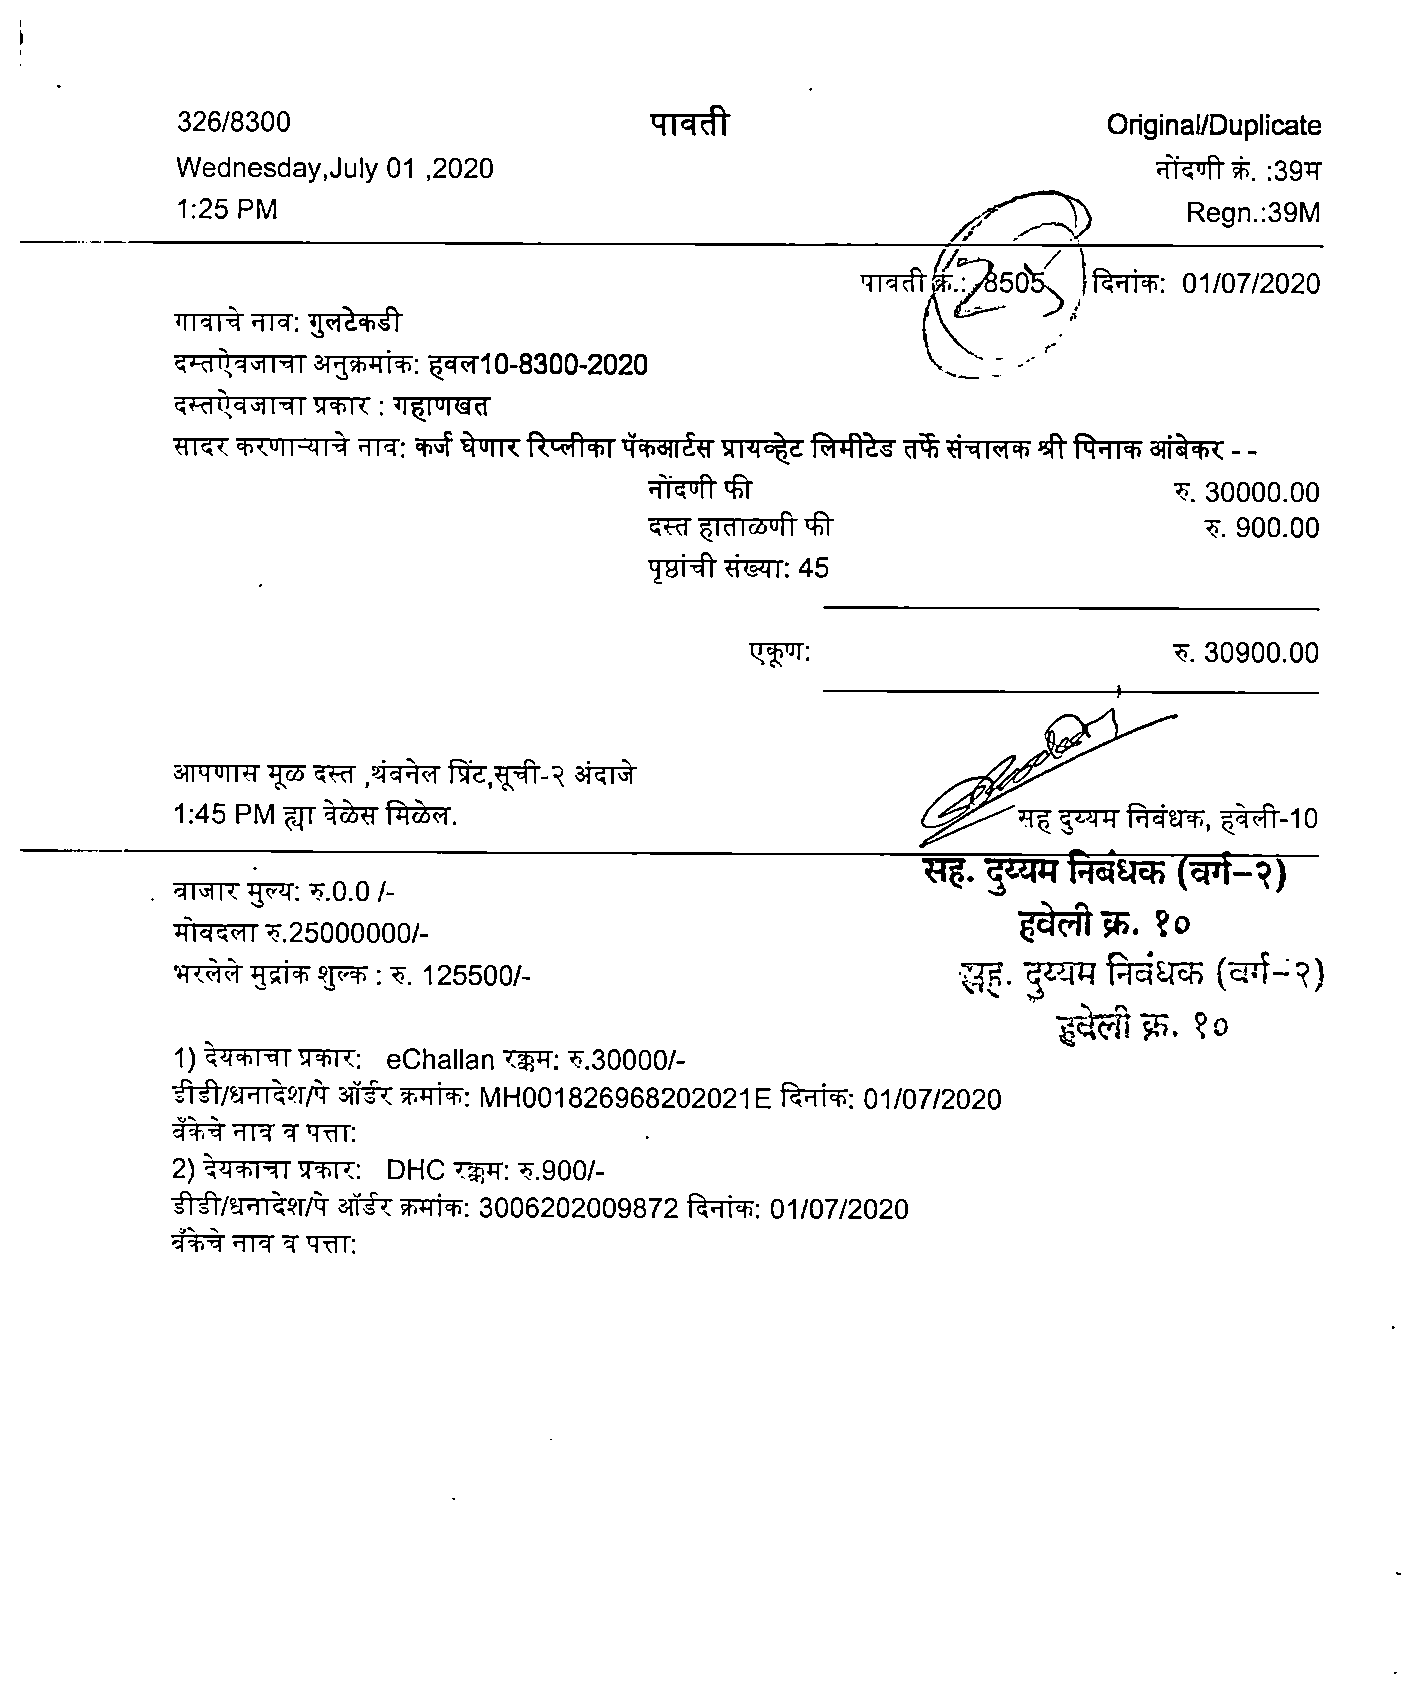 326/8300 पावती Original/Duplicate
Wednesday,July 01 ,2020 नोंदणी क्रं. :39म
1:25 PM Regn.:39M
पावती क्रं.: 8505 दिनांक: 01/07/2020
25
गावाचे नाव: गुलटेकडी
दस्तऐवजाचा अनुक्रमांक: हवल10-8300-2020
दस्तऐवजाचा प्रकार : गहाणखत
सादर करणाऱ्याचे नाव: कर्ज घेणार रिप्लीका पॅकआर्टस प्रायव्हेट लिमीटेड तर्फे संचालक श्री पिनाक आंबेकर - -
नोंदणी फी रु. 30000.00
दस्त हाताळणी फी रु. 900.00
पृष्ठांची संख्या: 45
एकूण: रु. 30900.00
आपणास मूळ दस्त ,थंबनेल प्रिंट,सूची-२ अंदाजे
1:45 PM ह्या वेळेस मिळेल.
सह दुय्यम निबंधक, हवेली-10
सह. दुय्यम निबंधक (वर्ग–२)
हवेली क्र. १०
बाजार मुल्य: रु.0.0 /-
मोबदला रु.25000000/-
भरलेले मुद्रांक शुल्क : रु. 125500/-
सह. दुय्यम निबंधक (वर्ग–२)
हवेली क्र. १०
1) देयकाचा प्रकार: eChallan रक्कम: रु.30000/-
डीडी/धनादेश/पे ऑर्डर क्रमांक: MH001826968202021E दिनांक: 01/07/2020
बँकेचे नाव व पत्ता:
2) देयकाचा प्रकार: DHC रक्कम: रु.900/-
डीडी/धनादेश/पे ऑर्डर क्रमांक: 3006202009872 दिनांक: 01/07/2020
बँकेचे नाव व पत्ता: